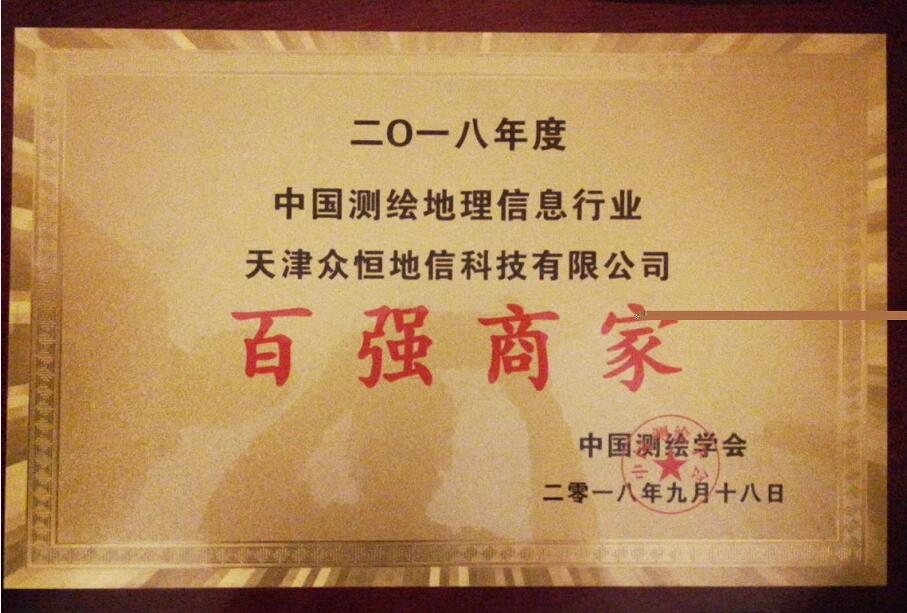 二O一八年度
中国测绘地理信息行业
天津众恒地信科技有限公司
百强商家
中国测绘学会
二零一八年九月十八日